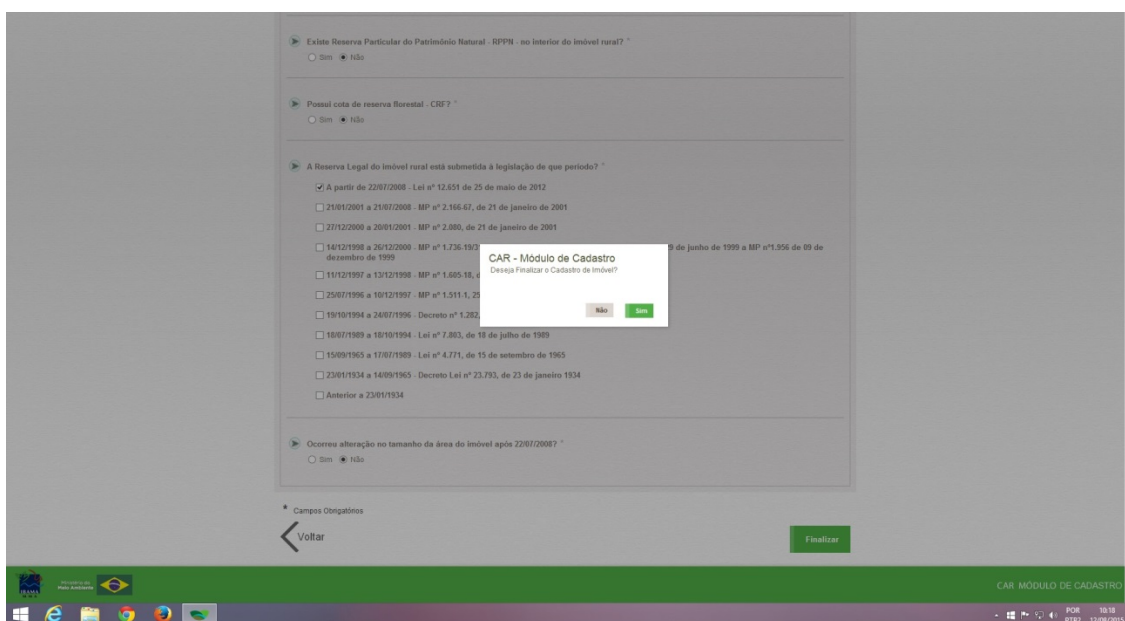 Existe Reserva Particular do Patrimônio Natural - RPPN - no interior do imóvel rural? *
Sim Não
Possui cota de reserva florestal - CRF? *
Sim Não
A Reserva Legal do imóvel rural está submetida à legislação de que período? *
A partir de 22/07/2008 - Lei nº 12.651 de 25 de maio de 2012
21/01/2001 a 21/07/2008 - MP nº 2.166-67, de 21 de janeiro de 2001
27/12/2000 a 20/01/2001 - MP nº 2.080, de 21 de janeiro de 2001
14/12/1998 a 26/12/2000 - MP nº 1.736-19/3 9 de junho de 1999 a MP nº1.956 de 09 de
dezembro de 1999
11/12/1997 a 13/12/1998 - MP nº 1.605-18, d
25/07/1996 a 10/12/1997 - MP nº 1.511-1, 25
19/10/1994 a 24/07/1996 - Decreto nº 1.282,
CAR - Módulo de Cadastro
Deseja Finalizar o Cadastro de Imóvel?
Não Sim
18/07/1989 a 18/10/1994 - Lei nº 7.803, de 18 de julho de 1989
15/09/1965 a 17/07/1989 - Lei nº 4.771, de 15 de setembro de 1965
23/01/1934 a 14/09/1965 - Decreto Lei nº 23.793, de 23 de janeiro 1934
Anterior a 23/01/1934
Ocorreu alteração no tamanho da área do imóvel após 22/07/2008? *
Sim Não
* Campos Obrigatórios
Voltar
Finalizar
IBAMA
Ministério do
Meio Ambiente
CAR MÓDULO DE CADASTRO
POR 10:18
PTB2 12/08/2015